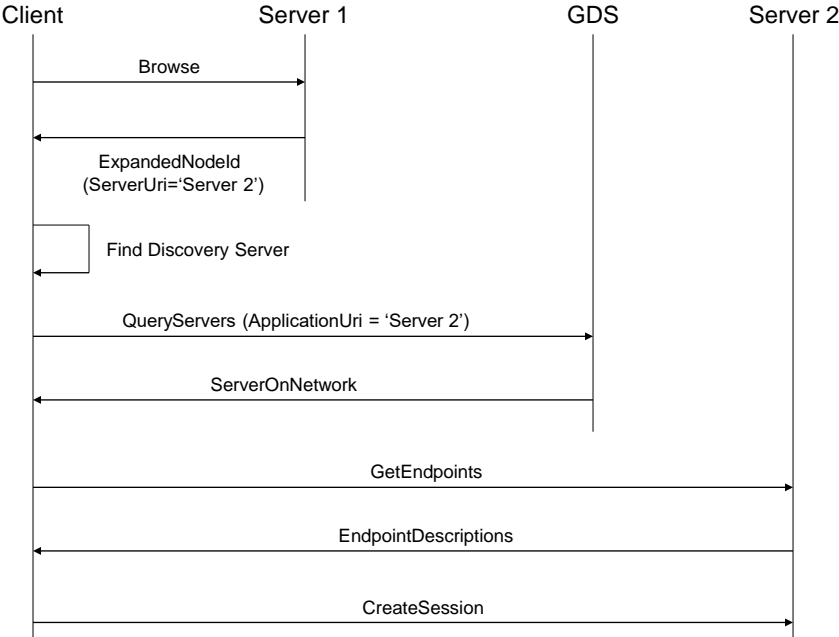 Client Server 1 GDS Server 2
Browse
ExpandedNodeId
(ServerUri=‘Server 2’)
Find Discovery Server
QueryServers (ApplicationUri = ‘Server 2’)
ServerOnNetwork
GetEndpoints
EndpointDescriptions
CreateSession